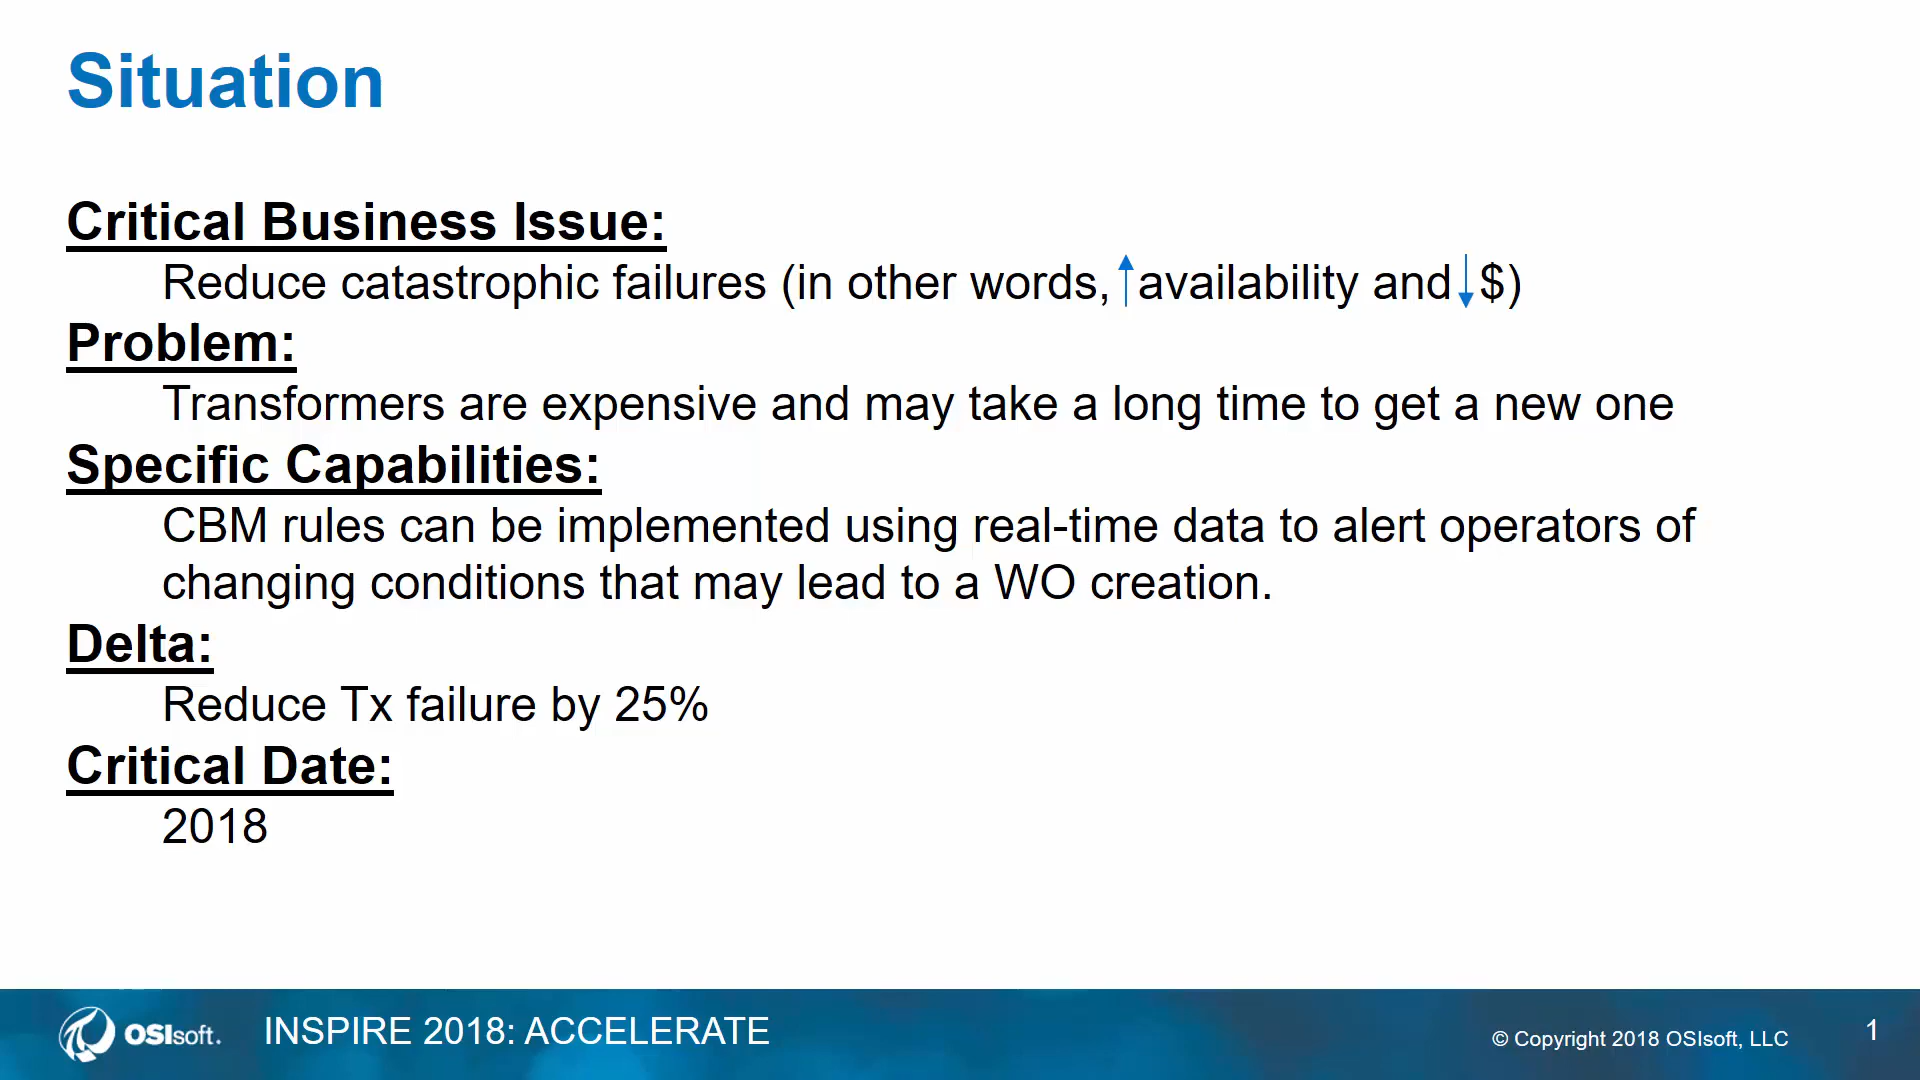 Situation
Critical Business Issue:
Reduce catastrophic failures (in other words, ↑availability and↓$)
Problem:
Transformers are expensive and may take a long time to get a new one
Specific Capabilities:
CBM rules can be implemented using real-time data to alert operators of
changing conditions that may lead to a WO creation.
Delta:
Reduce Tx failure by 25%
Critical Date:
2018
OSIsoft. INSPIRE 2018: ACCELERATE
© Copyright 2018 OSIsoft, LLC 1